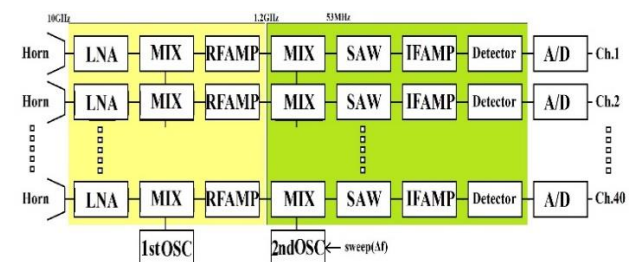 10GHz 1.2GHz 53MHz
Horn LNA MIX RFAMP MIX SAW IFAMP Detector A/D Ch.1
Horn LNA MIX RFAMP MIX SAW IFAMP Detector A/D Ch.2
Horn LNA MIX RFAMP MIX SAW IFAMP Detector A/D Ch.40
1stOSC 2ndOSC sweep(Δf)